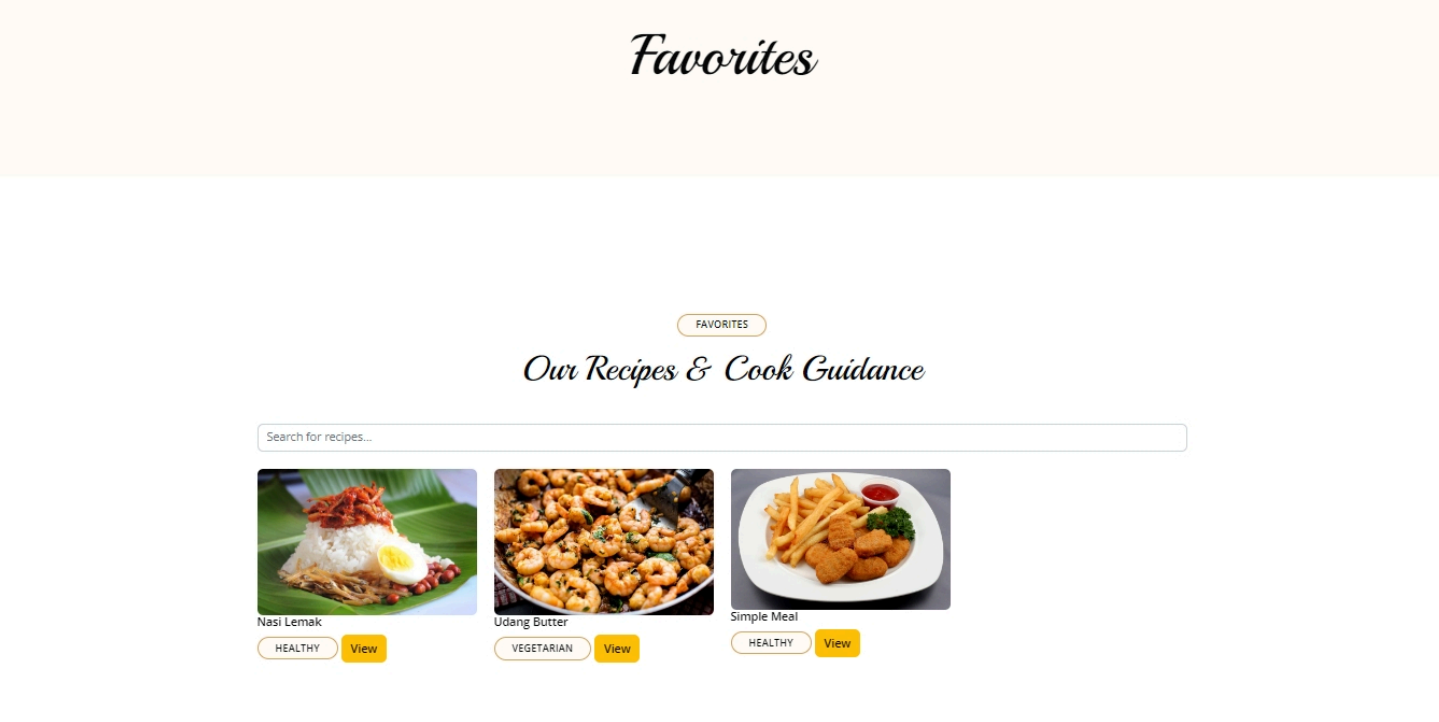 Favorites
FAVORITES
Our Recipes & Cook Guidance
Search for recipes...
Nasi Lemak
HEALTHY View
Udang Butter
VEGETARIAN View
Simple Meal
HEALTHY View